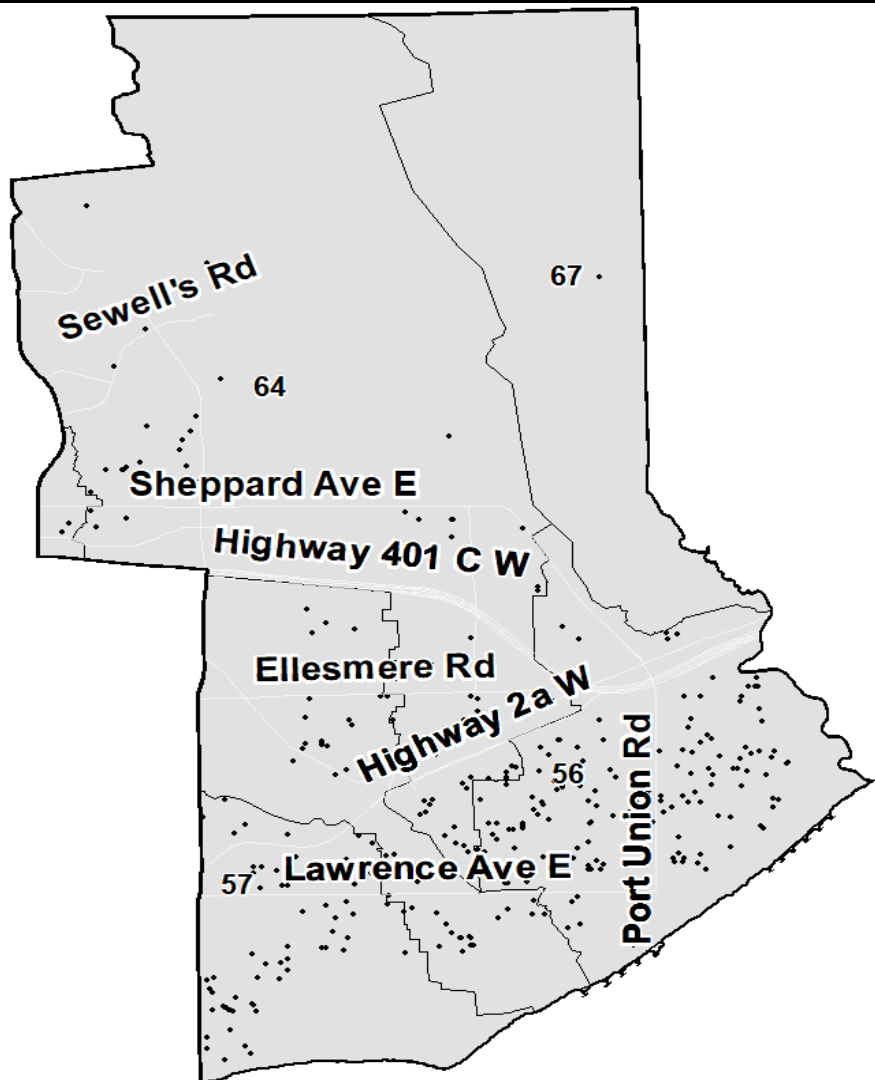 Sewell's Rd
67
64
Sheppard Ave E
Highway 401 C W
Ellesmere Rd
Highway 2a W
56
Port Union Rd
Lawrence Ave E
57